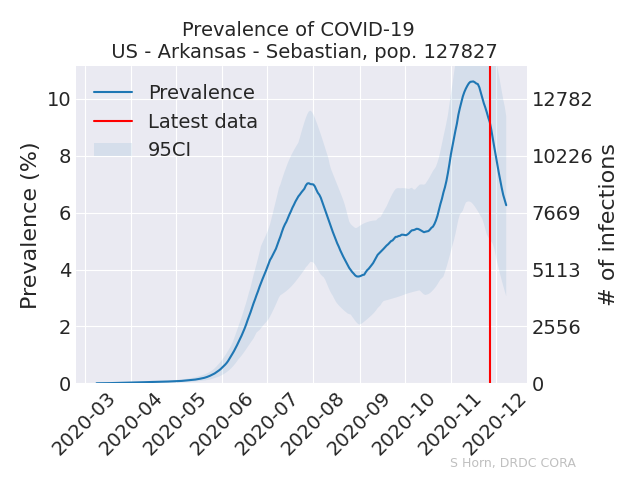 Prevalence of COVID-19
US - Arkansas - Sebastian, pop. 127827
Prevalence
Latest data
95CI
Prevalence (%)
10
8
6
4
2
0
12782
10226
7669
5113
2556
0
# of infections
2020-03
2020-04
2020-05
2020-06
2020-07
2020-08
2020-09
2020-10
2020-11
2020-12
S Horn, DRDC CORA